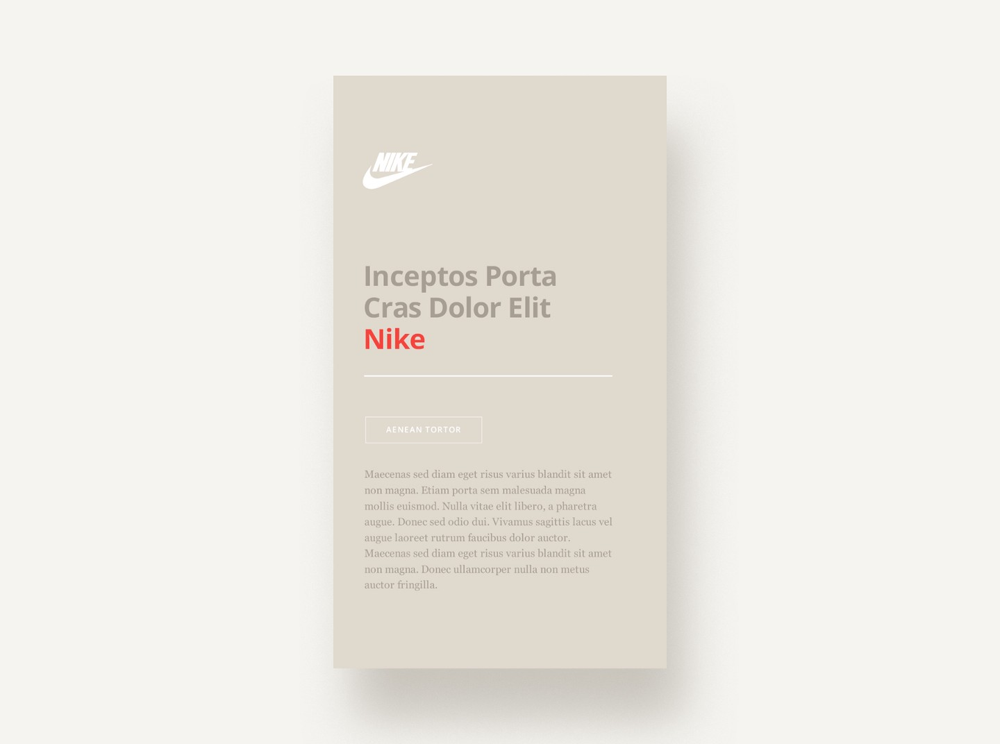 NIKE
Inceptos Porta
Cras Dolor Elit
Nike
AENEAN TORTOR
Maecenas sed diam eget risus varius blandit sit amet
non magna. Etiam porta sem malesuada magna
mollis euismod. Nulla vitae elit libero, a pharetra
augue. Donec sed odio dui. Vivamus sagittis lacus vel
augue laoreet rutrum faucibus dolor auctor.
Maecenas sed diam eget risus varius blandit sit amet
non magna. Donec ullamcorper nulla non metus
auctor fringilla.